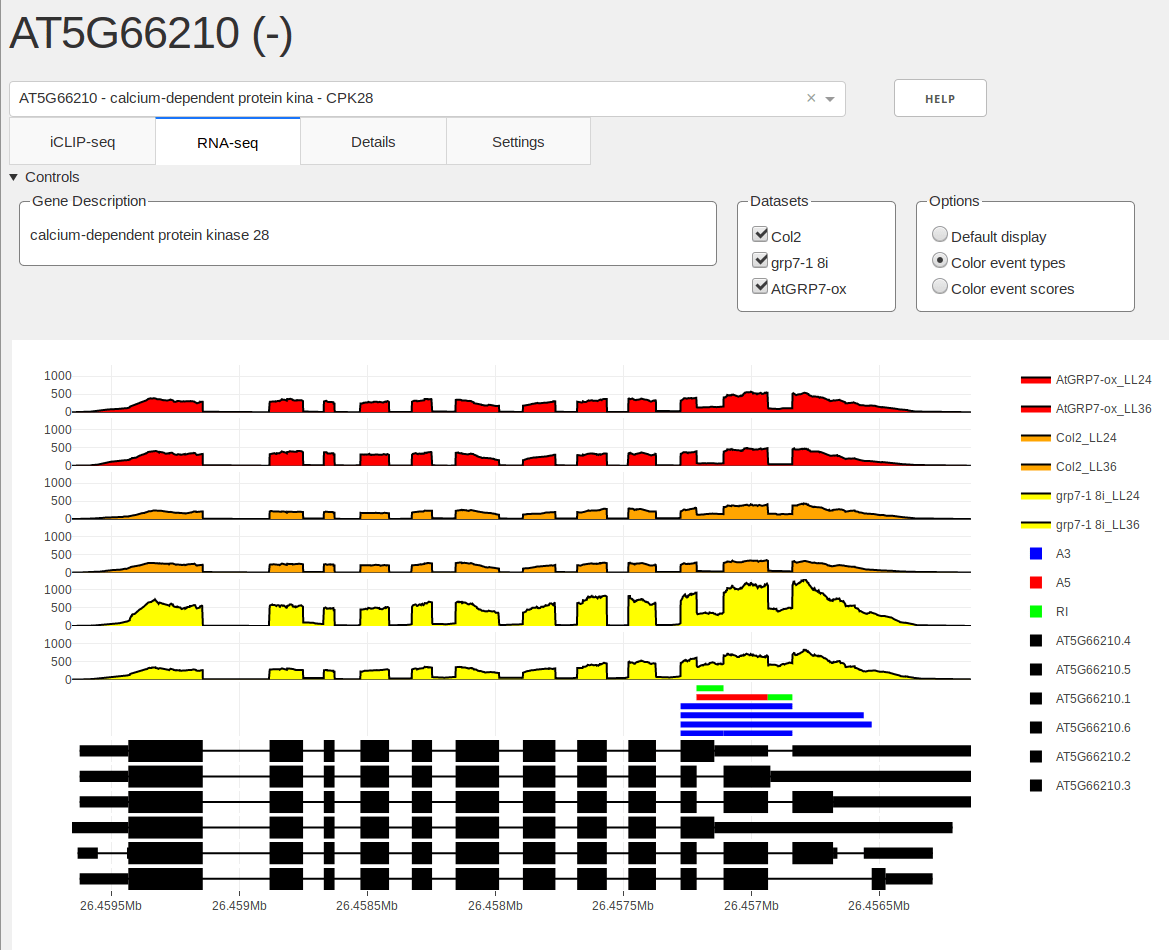 AT5G66210 (-)
AT5G66210 - calcium-dependent protein kina - CPK28
× HELP
iCLIP-seq RNA-seq Details Settings
▼ Controls
Gene Description
calcium-dependent protein kinase 28
Datasets
Col2
grp7-1 8i
AtGRP7-ox
Options
Default display
Color event types
Color event scores
1000
500
0
1000
500
0
1000
500
0
1000
500
0
1000
500
0
1000
500
0
26.4595Mb 26.459Mb 26.4585Mb 26.458Mb 26.4575Mb 26.457Mb 26.4565Mb
AtGRP7-ox_LL24
AtGRP7-ox_LL36
Col2_LL24
Col2_LL36
grp7-1 8i_LL24
grp7-1 8i_LL36
A3
A5
RI
AT5G66210.4
AT5G66210.5
AT5G66210.1
AT5G66210.6
AT5G66210.2
AT5G66210.3